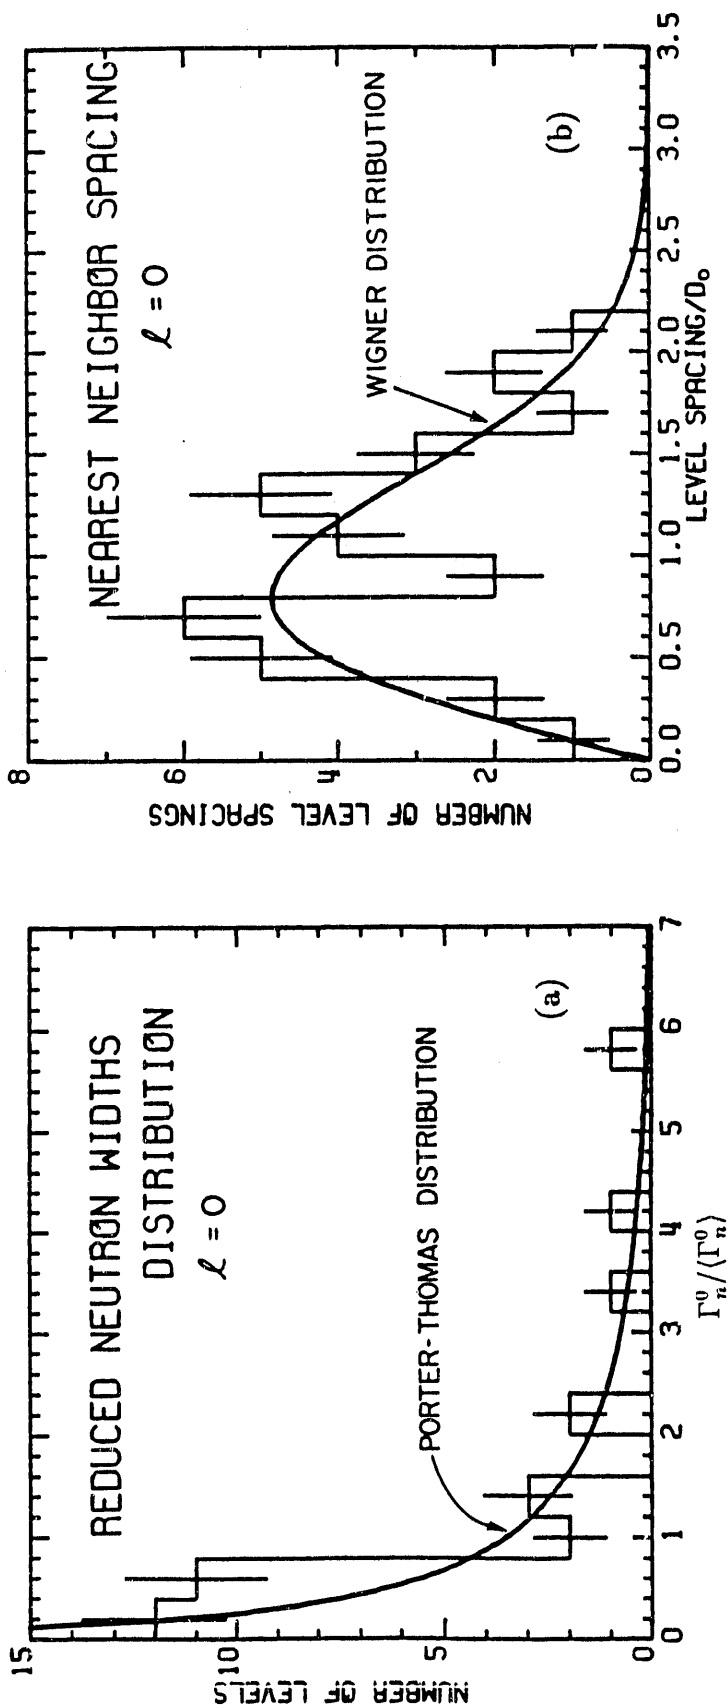 REDUCED NEUTRON WIDTHS
DISTRIBUTION
ℓ = 0
PORTER-THOMAS DISTRIBUTION
(a)
NUMBER OF LEVELS
15
10
5
0
0 1 2 3 4 5 6 7
Γ⁰ₙ/⟨Γ⁰ₙ⟩
NEAREST NEIGHBOR SPACING
ℓ = 0
WIGNER DISTRIBUTION
(b)
NUMBER OF LEVEL SPACINGS
8
6
4
2
0
0.0 0.5 1.0 1.5 2.0 2.5 3.0 3.5
LEVEL SPACING/D₀